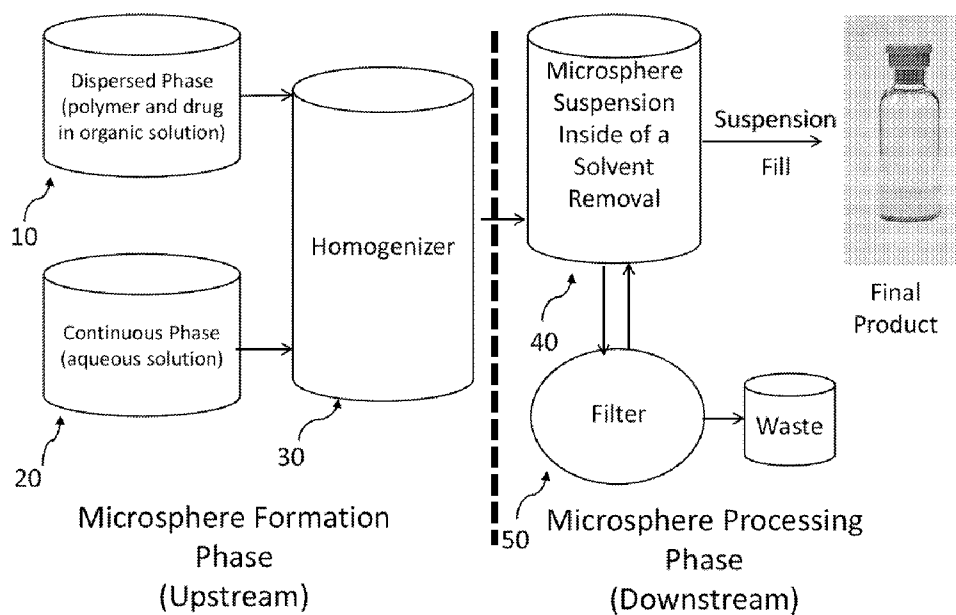 Dispersed Phase
(polymer and drug
in organic solution)
10
Continuous Phase
(aqueous solution)
20
Homogenizer
30
Microsphere Formation
Phase
(Upstream)
Microsphere
Suspension
Inside of a
Solvent
Removal
40
Suspension
Fill
Final
Product
Filter
50
Waste
Microsphere Processing
Phase
(Downstream)